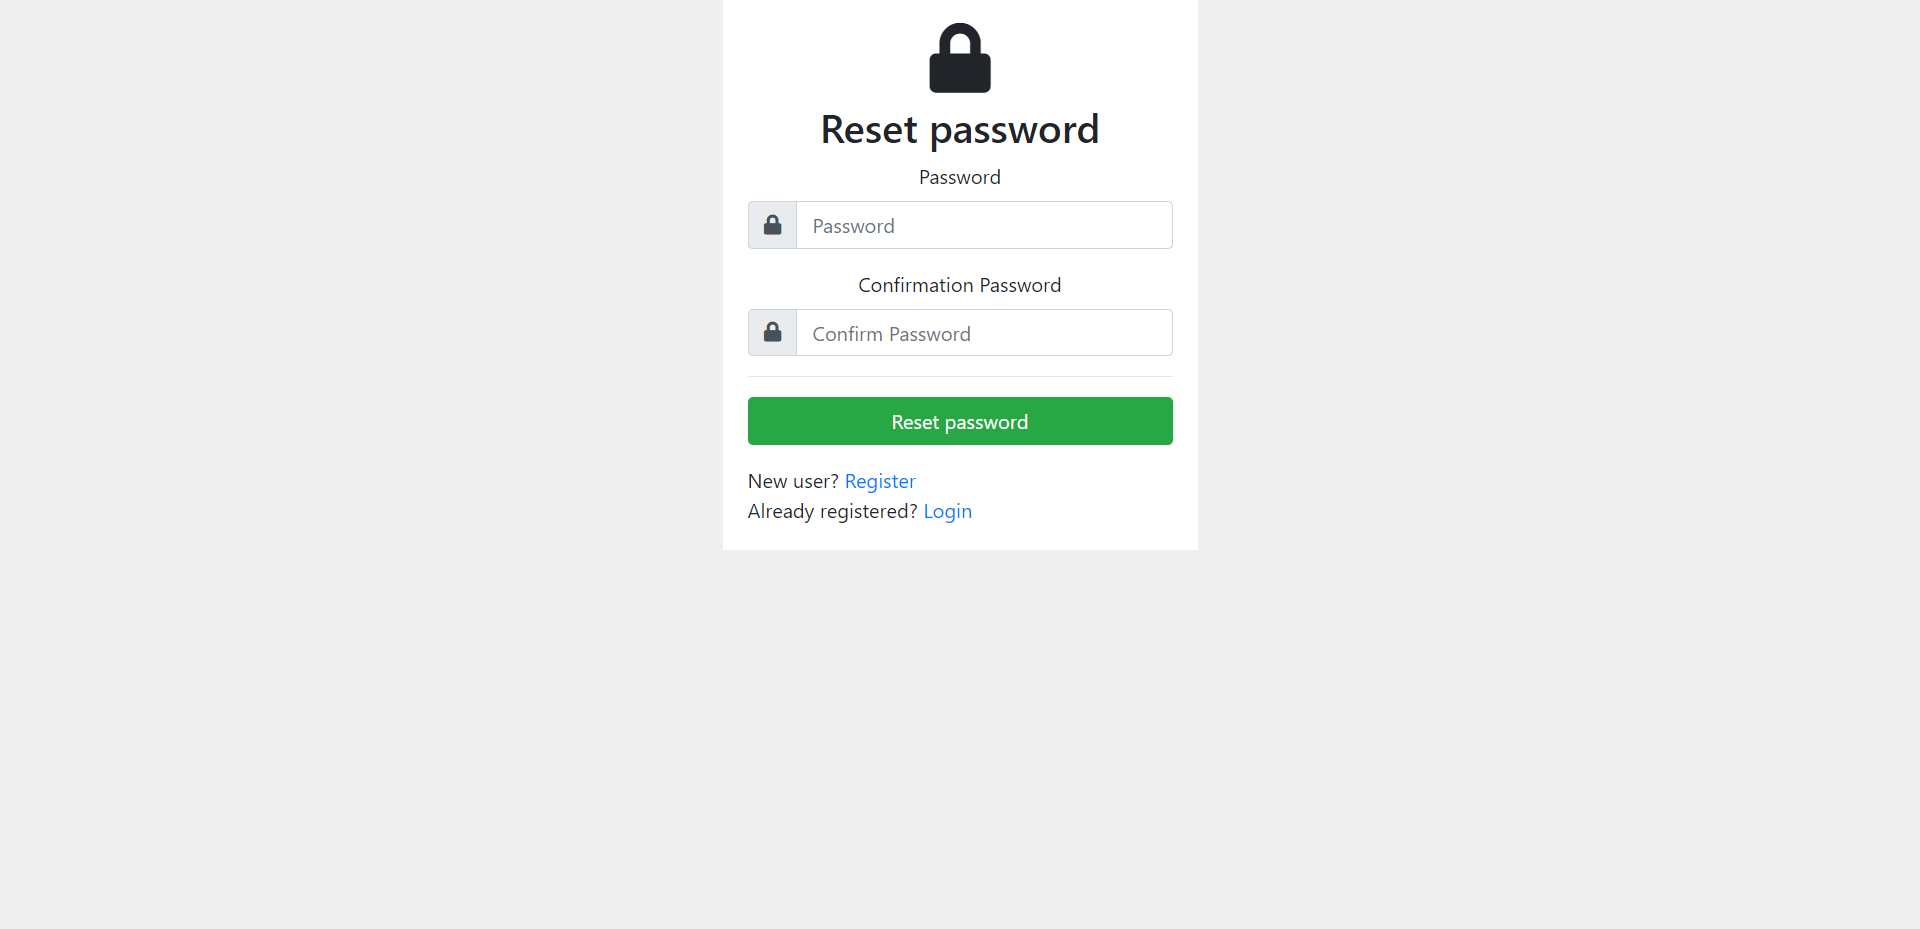 Reset password
Password
Password
Confirmation Password
Confirm Password
Reset password
New user? Register
Already registered? Login